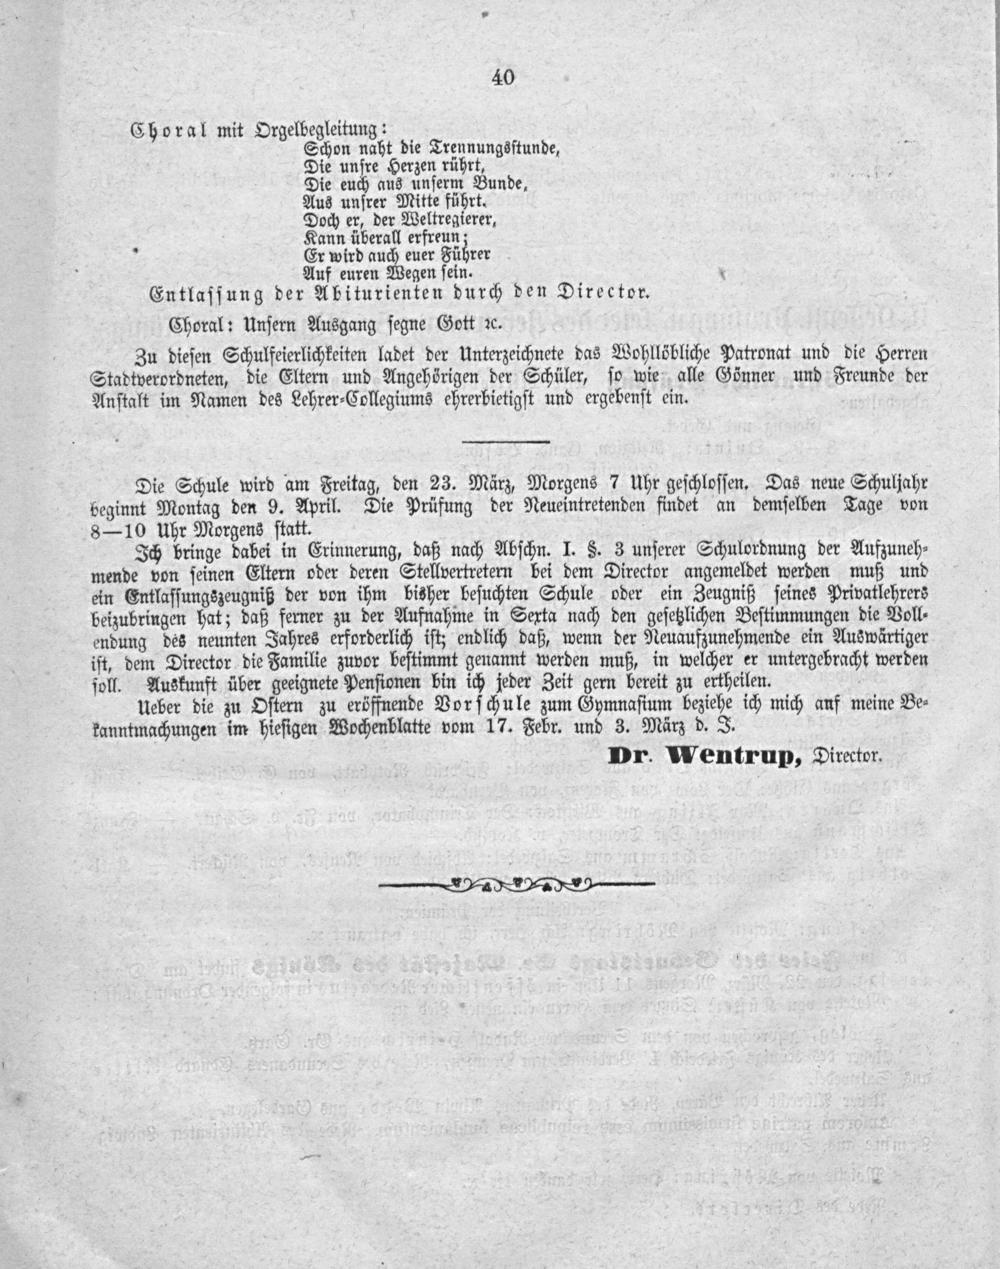 40
Choral mit Orgelbegleitung:
Schon naht die Trennungsstunde,
Die unsre Herzen rührt,
Die euch aus unserm Bunde,
Aus unsrer Mitte führt.
Doch er, der Weltregierer,
Kann überall erfreun;
Er wird auch euer Führer
Auf euren Wegen sein.
Entlassung der Abiturienten durch den Director.
Choral: Unsern Ausgang segne Gott ꝛc.
Zu diesen Schulfeierlichkeiten ladet der Unterzeichnete das Wohllöbliche Patronat und die Herren
Stadtverordneten, die Eltern und Angehörigen der Schüler, so wie alle Gönner und Freunde der
Anstalt im Namen des Lehrer-Collegiums ehrerbietigst und ergebenst ein.
Die Schule wird am Freitag, den 23. März, Morgens 7 Uhr geschlossen. Das neue Schuljahr
beginnt Montag den 9. April. Die Prüfung der Neueintretenden findet an demselben Tage von
8—10 Uhr Morgens statt.
Ich bringe dabei in Erinnerung, daß nach Abschn. I. §. 3 unserer Schulordnung der Aufzuneh-
mende von seinen Eltern oder deren Stellvertretern bei dem Director angemeldet werden muß und
ein Entlassungszeugniß der von ihm bisher besuchten Schule oder ein Zeugniß seines Privatlehrers
beizubringen hat; daß ferner zu der Aufnahme in Sexta nach den gesetzlichen Bestimmungen die Voll-
endung des neunten Jahres erforderlich ist; endlich daß, wenn der Neuaufzunehmende ein Auswärtiger
ist, dem Director die Familie zuvor bestimmt genannt werden muß, in welcher er untergebracht werden
soll. Auskunft über geeignete Pensionen bin ich jeder Zeit gern bereit zu ertheilen.
Ueber die zu Ostern zu eröffnende Vorschule zum Gymnasium beziehe ich mich auf meine Be-
kanntmachungen im hiesigen Wochenblatte vom 17. Febr. und 3. März d. J.
Dr. Wentrup, Director.